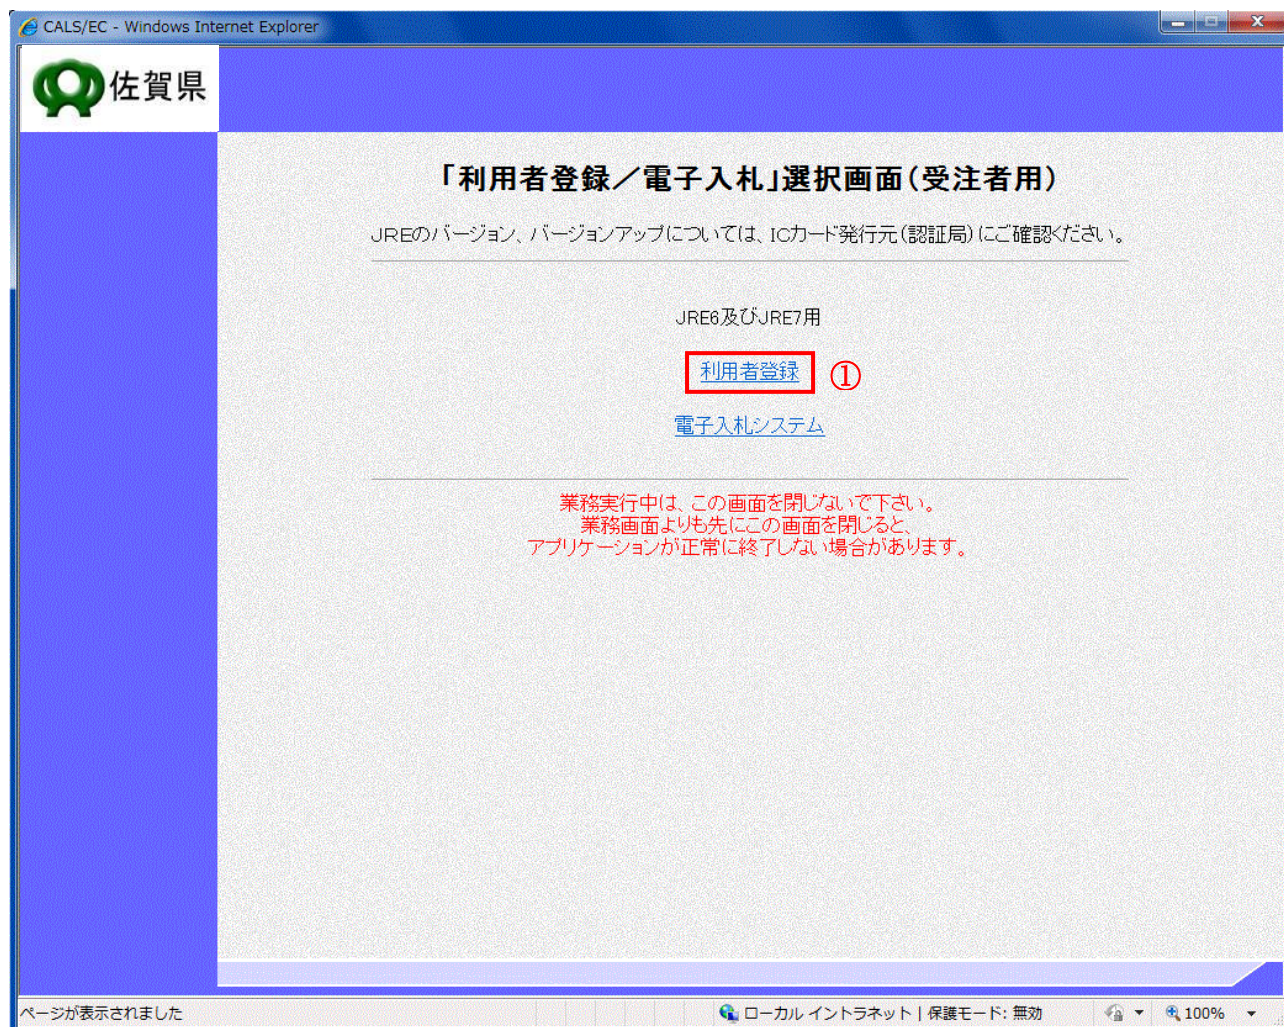 CALS/EC - Windows Internet Explorer
佐賀県
「利用者登録／電子入札」選択画面（受注者用）
JREのバージョン、バージョンアップについては、ICカード発行元（認証局）にご確認ください。
JRE6及びJRE7用
利用者登録 ①
電子入札システム
業務実行中は、この画面を閉じないで下さい。
業務画面よりも先にこの画面を閉じると、
アプリケーションが正常に終了しない場合があります。
ページが表示されました ローカル イントラネット | 保護モード: 無効 100%